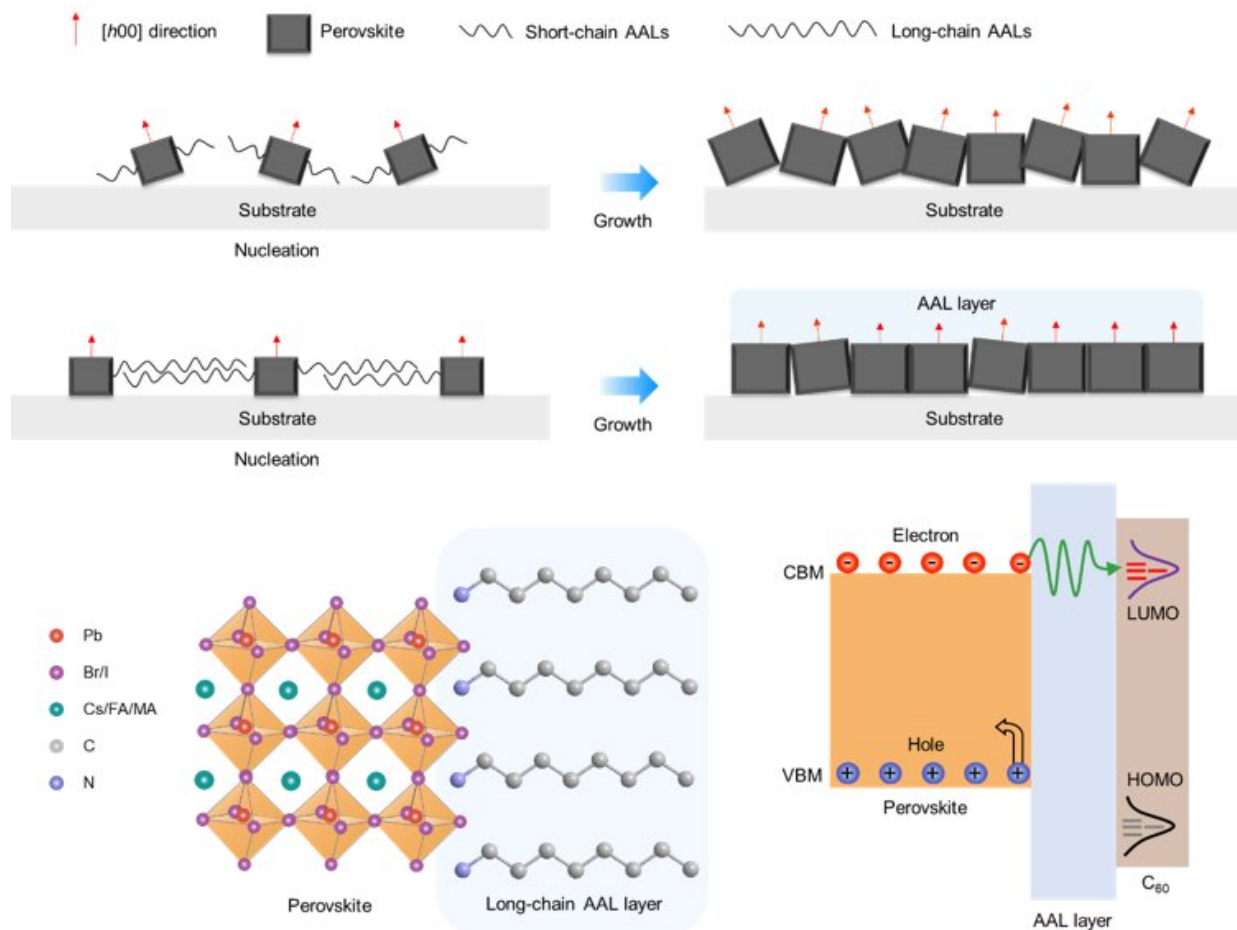 [h00] direction
Perovskite
Short-chain AALs
Long-chain AALs
Substrate
Nucleation
Growth
Substrate
AAL layer
Substrate
Nucleation
Growth
Substrate
Pb
Br/I
Cs/FA/MA
C
N
Perovskite
Long-chain AAL layer
Electron
CBM
- - - - -
LUMO
Hole
VBM
+ + + + +
HOMO
Perovskite
C60
AAL layer